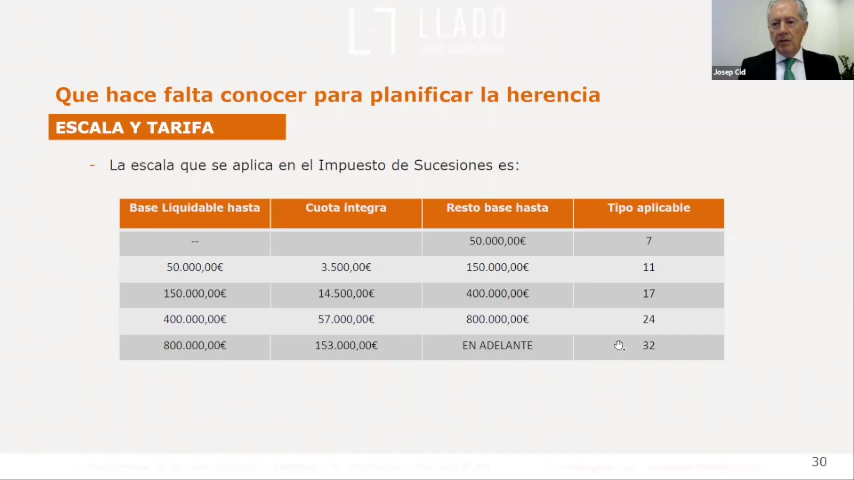 LLADO
Josep Cid
Que hace falta conocer para planificar la herencia
ESCALA Y TARIFA
- La escala que se aplica en el Impuesto de Sucesiones es:
Base Liquidable hasta Cuota íntegra Resto base hasta Tipo aplicable
-- 50.000,00€ 7
50.000,00€ 3.500,00€ 150.000,00€ 11
150.000,00€ 14.500,00€ 400.000,00€ 17
400.000,00€ 57.000,00€ 800.000,00€ 24
800.000,00€ 153.000,00€ EN ADELANTE 32
30